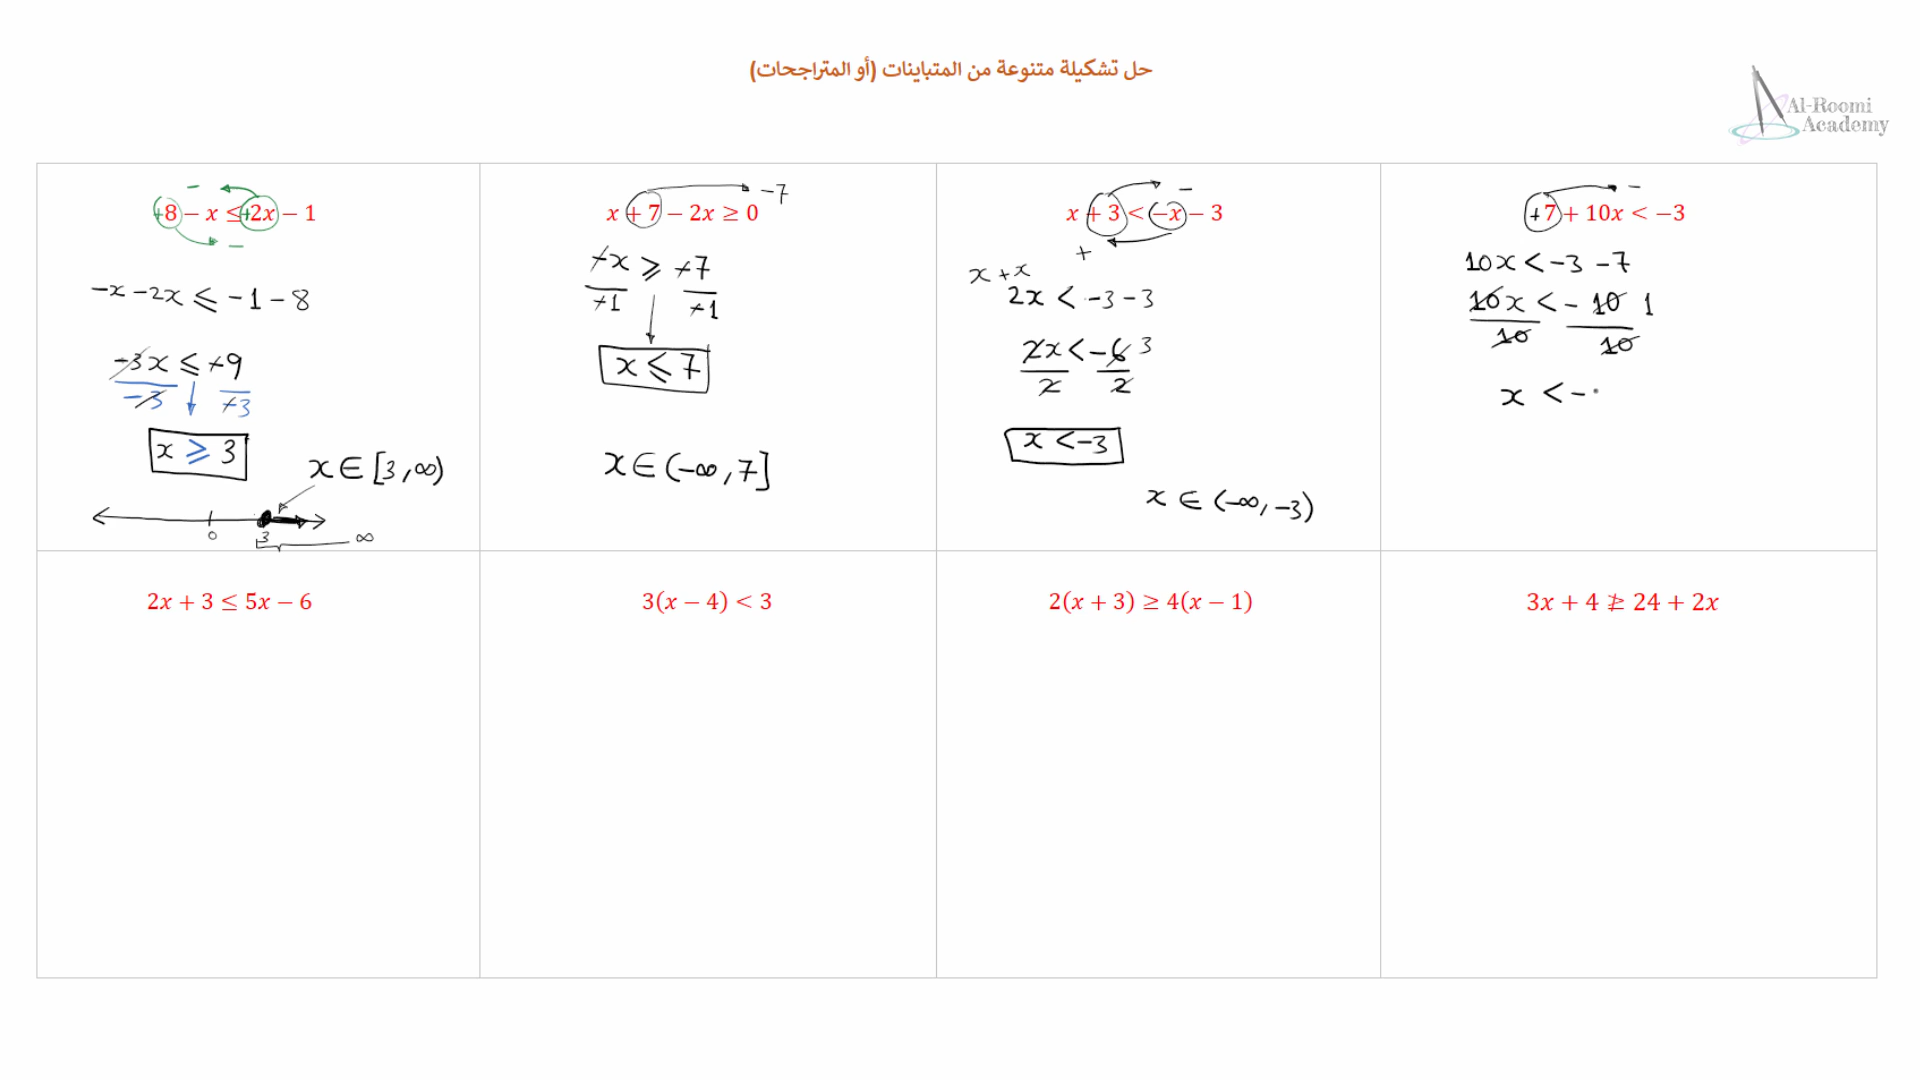 حل تشكيلة متنوعة من المتباينات (أو المتراجحات)
Al-Roomi
Academy
−
+8 − x ≤ +2x − 1
−
-x -2x ⩽ -1 -8
-3x ⩽ -9
-3 -3
x ⩾ 3
x ∈ [3, ∞)
0 3 ∞
-7
x + 7 − 2x ≥ 0
-x ⩾ -7
-1 -1
x ⩽ 7
x ∈ (-∞, 7]
−
x + 3 < −x − 3
+
x + x
2x < -3 -3
2x < -6 3
2 2
x < -3
x ∈ (-∞, -3)
−
+7 + 10x < −3
10x < -3 -7
10x < -10 1
10 10
x < -
2x + 3 ≤ 5x − 6
3(x − 4) < 3
2(x + 3) ≥ 4(x − 1)
3x + 4 ≱ 24 + 2x